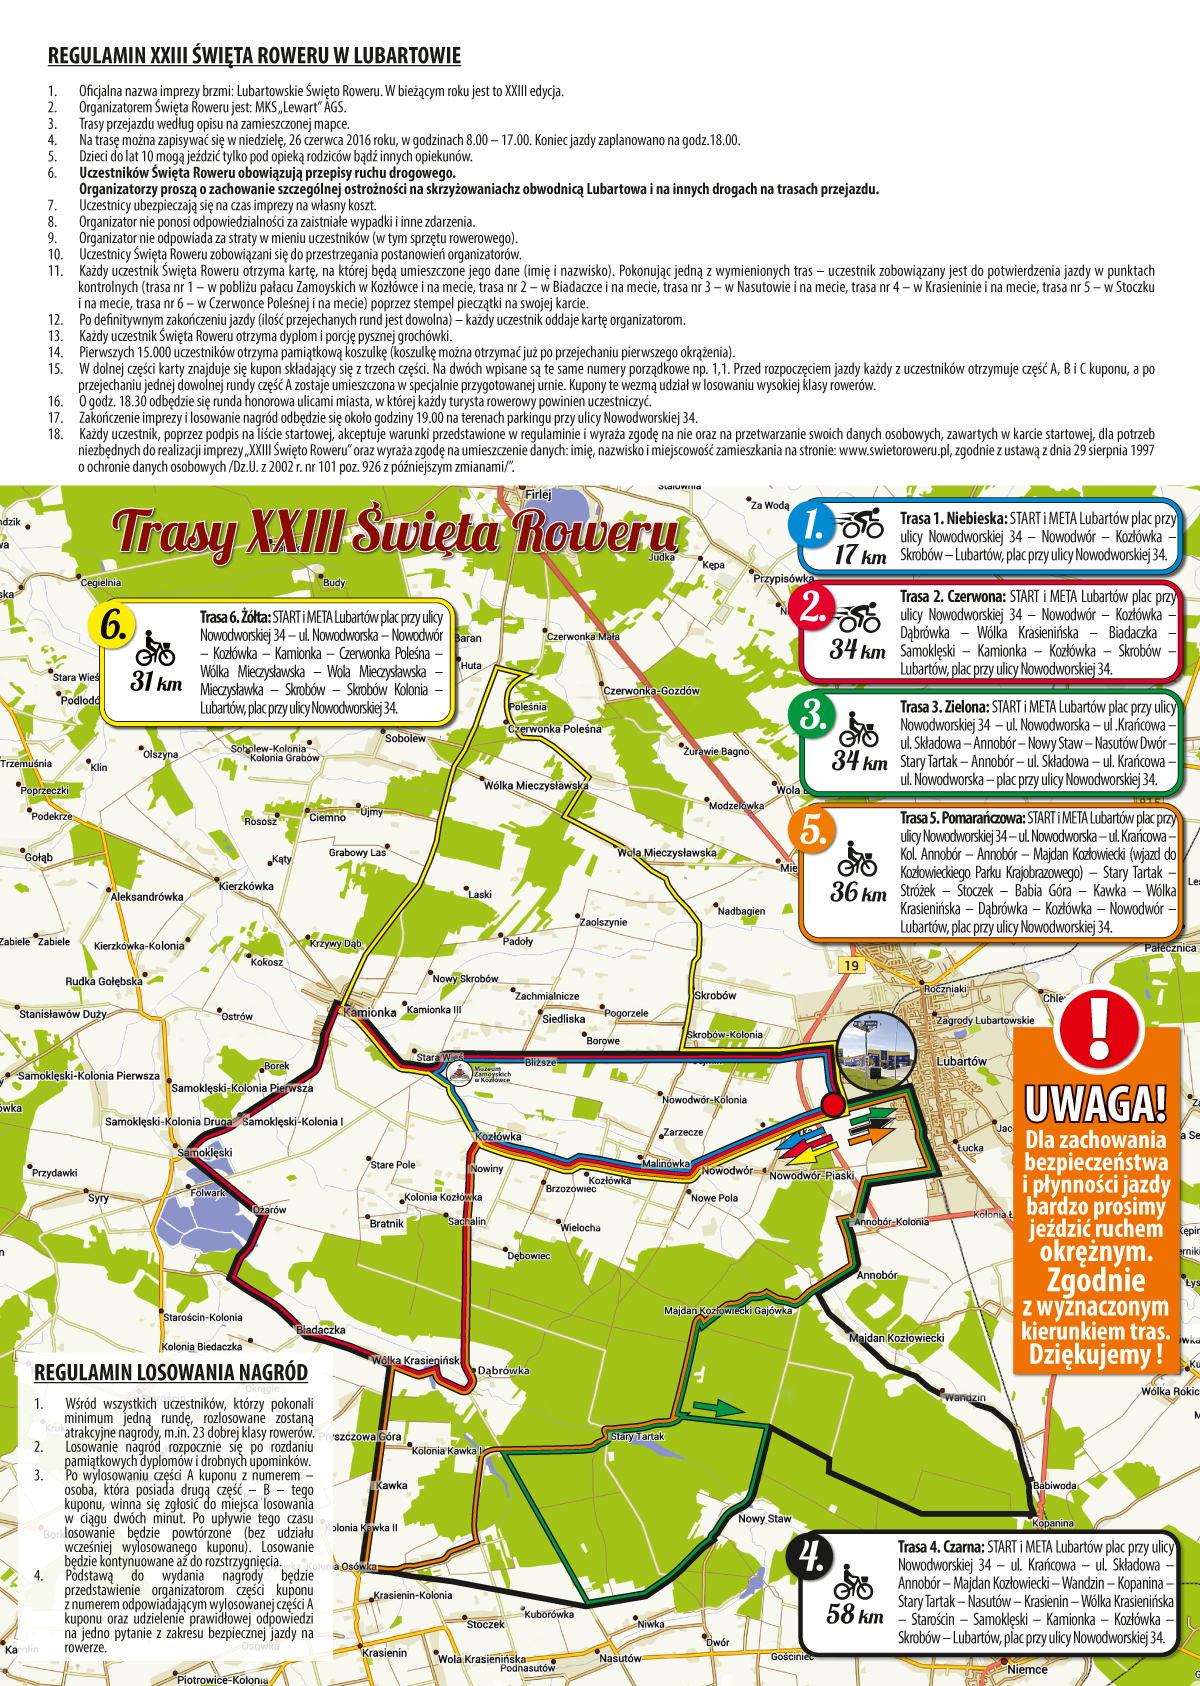 REGULAMIN XXIII ŚWIĘTA ROWERU W LUBARTOWIE
1. Oficjalna nazwa imprezy brzmi: Lubartowskie Święto Roweru. W bieżącym roku jest to XXIII edycja.
2. Organizatorem Święta Roweru jest: MKS „Lewart” AGS.
3. Trasy przejazdu według opisu na zamieszczonej mapce.
4. Na trasę można zapisywać się w niedzielę, 26 czerwca 2016 roku, w godzinach 8.00 – 17.00. Koniec jazdy zaplanowano na godz.18.00.
5. Dzieci do lat 10 mogą jeździć tylko pod opieką rodziców bądź innych opiekunów.
6. Uczestników Święta Roweru obowiązują przepisy ruchu drogowego.
Organizatorzy proszą o zachowanie szczególnej ostrożności na skrzyżowaniachz obwodnicą Lubartowa i na innych drogach na trasach przejazdu.
7. Uczestnicy ubezpieczają się na czas imprezy na własny koszt.
8. Organizator nie ponosi odpowiedzialności za zaistniałe wypadki i inne zdarzenia.
9. Organizator nie odpowiada za straty w mieniu uczestników (w tym sprzętu rowerowego).
10. Uczestnicy Święta Roweru zobowiązani się do przestrzegania postanowień organizatorów.
11. Każdy uczestnik Święta Roweru otrzyma kartę, na której będą umieszczone jego dane (imię i nazwisko). Pokonując jedną z wymienionych tras – uczestnik zobowiązany jest do potwierdzenia jazdy w punktach
kontrolnych (trasa nr 1 – w pobliżu pałacu Zamoyskich w Kozłówce i na mecie, trasa nr 2 – w Biadaczce i na mecie, trasa nr 3 – w Nasutowie i na mecie, trasa nr 4 – w Krasieninie i na mecie, trasa nr 5 – w Stoczku
i na mecie, trasa nr 6 – w Czerwonce Poleśnej i na mecie) poprzez stempel pieczątki na swojej karcie.
12. Po definitywnym zakończeniu jazdy (ilość przejechanych rund jest dowolna) – każdy uczestnik oddaje kartę organizatorom.
13. Każdy uczestnik Święta Roweru otrzyma dyplom i porcję pysznej grochówki.
14. Pierwszych 15.000 uczestników otrzyma pamiątkową koszulkę (koszulkę można otrzymać już po przejechaniu pierwszego okrążenia).
15. W dolnej części karty znajduje się kupon składający się z trzech części. Na dwóch wpisane są te same numery porządkowe np. 1,1. Przed rozpoczęciem jazdy każdy z uczestników otrzymuje część A, B i C kuponu, a po
przejechaniu jednej dowolnej rundy część A zostaje umieszczona w specjalnie przygotowanej urnie. Kupony te wezmą udział w losowaniu wysokiej klasy rowerów.
16. O godz. 18.30 odbędzie się runda honorowa ulicami miasta, w której każdy turysta rowerowy powinien uczestniczyć.
17. Zakończenie imprezy i losowanie nagród odbędzie się około godziny 19.00 na terenach parkingu przy ulicy Nowodworskiej 34.
18. Każdy uczestnik, poprzez podpis na liście startowej, akceptuje warunki przedstawione w regulaminie i wyraża zgodę na nie oraz na przetwarzanie swoich danych osobowych, zawartych w karcie startowej, dla potrzeb
niezbędnych do realizacji imprezy „XXIII Święto Roweru” oraz wyraża zgodę na umieszczenie danych: imię, nazwisko i miejscowość zamieszkania na stronie: www.swietoroweru.pl, zgodnie z ustawą z dnia 29 sierpnia 1997
o ochronie danych osobowych /Dz.U. z 2002 r. nr 101 poz. 926 z późniejszym zmianami/”.
Trasy XXIII Święta Roweru
1.
17 km
Trasa 1. Niebieska: START i META Lubartów plac przy
ulicy Nowodworskiej 34 – Nowodwór – Kozłówka –
Skrobów – Lubartów, plac przy ulicy Nowodworskiej 34.
2.
34 km
Trasa 2. Czerwona: START i META Lubartów plac przy
ulicy Nowodworskiej 34 – Nowodwór – Kozłówka –
Dąbrówka – Wólka Krasienińska – Biadaczka –
Samoklęski – Kamionka – Kozłówka – Skrobów –
Lubartów, plac przy ulicy Nowodworskiej 34.
3.
34 km
Trasa 3. Zielona: START i META Lubartów plac przy ulicy
Nowodworskiej 34 – ul. Nowodworska – ul .Krańcowa –
ul. Składowa – Annobór – Nowy Staw – Nasutów Dwór –
Stary Tartak – Annobór – ul. Składowa – ul. Krańcowa –
ul. Nowodworska – plac przy ulicy Nowodworskiej 34.
5.
36 km
Trasa 5. Pomarańczowa: START i META Lubartów plac przy
ulicy Nowodworskiej 34 – ul. Nowodworska – ul. Krańcowa –
Kol. Annobór – Annobór – Majdan Kozłowiecki (wjazd do
Kozłowieckiego Parku Krajobrazowego) – Stary Tartak –
Stróżek – Stoczek – Babia Góra – Kawka – Wólka
Krasienińska – Dąbrówka – Kozłówka – Nowodwór –
Lubartów, plac przy ulicy Nowodworskiej 34.
6.
31 km
Trasa 6. Żółta: START i META Lubartów plac przy ulicy
Nowodworskiej 34 – ul. Nowodworska – Nowodwór
– Kozłówka – Kamionka – Czerwonka Poleśna –
Wólka Mieczysławska – Wola Mieczysławska –
Mieczysławka – Skrobów – Skrobów Kolonia –
Lubartów, plac przy ulicy Nowodworskiej 34.
Firlej
Za Wodą
Judka
Kępa
Przypisówka
Cegielnia
Budy
Baran
Huta
Czerwonka Mała
Czerwonka-Gozdów
Poleśnia
Czerwonka Poleśna
Stara Wieś
Sobolew
Sobolew-Kolonia
Kolonia Grabów
Olszyna
Klin
Trzemuśnia
Poprzeczki
Podekrze
Żurawie Bagno
Modzelówka
Wólka Mieczysławska
Wola Mieczysławska
Rososz
Ciemno
Ujmy
Gołąb
Kąty
Grabowy Las
Kierzkówka
Aleksandrówka
Laski
Nadbagien
Zaolszynie
Padoły
Zabiele
Zabiele
Kierzkówka-Kolonia
Krzywy Dąb
Kokosz
Rudka Gołębska
Nowy Skrobów
Zachmialnicze
Skrobów
19
Pałecznica
Roczniaki
Zagrody Lubartowskie
Stanisławów Duży
Ostrów
Kamionka
Kamionka III
Siedliska
Pogorzele
Borowe
Skrobów-Kolonia
Lubartów
Stara Wieś
Bliższe
Muzeum
Zamoyskich
w Kozłówce
Borek
Samoklęski-Kolonia Pierwsza
Samoklęski-Kolonia Pierwsza
Samoklęski-Kolonia Druga
Samoklęski-Kolonia I
Nowodwór-Kolonia
Zarzecze
Kozłówka
Samoklęski
Stare Pole
Nowiny
Malinówka
Nowodwór
Nowodwór-Piaski
Łucka
Przydawki
Syry
Folwark
Kozłówka
Brzozowiec
Kolonia Kozłówka
Nowe Pola
Ożarów
Bratnik
Sachalin
Wielocha
Annobór-Kolonia
Dębowiec
Annobór
Starościn-Kolonia
Majdan Kozłowiecki Gajówka
Biadaczka
Majdan Kozłowiecki
Kolonia Biedaczka
Wólka Krasienińska
Dąbrówka
Wandzin
Pryszczowa Góra
Stary Tartak
Kolonia Kawka I
Kawka
Babiwoda
Kolonia Kawka II
Nowy Staw
Kopanina
Kolonia Osówka
Krasienin-Kolonia
Kuborówka
Stoczek
Niwka
Krasienin
Wola Krasienińska
Podnasutów
Nasutów
Dwór
Gościniec
Niemce
Piotrowice-Kolonia
!
UWAGA!
Dla zachowania
bezpieczeństwa
i płynności jazdy
bardzo prosimy
jeździć ruchem
okrężnym.
Zgodnie
z wyznaczonym
kierunkiem tras.
Dziękujemy !
REGULAMIN LOSOWANIA NAGRÓD
1. Wśród wszystkich uczestników, którzy pokonali
minimum jedną rundę, rozlosowane zostaną
atrakcyjne nagrody, m.in. 23 dobrej klasy rowerów.
2. Losowanie nagród rozpocznie się po rozdaniu
pamiątkowych dyplomów i drobnych upominków.
3. Po wylosowaniu części A kuponu z numerem –
osoba, która posiada drugą część – B – tego
kuponu, winna się zgłosić do miejsca losowania
w ciągu dwóch minut. Po upływie tego czasu
losowanie będzie powtórzone (bez udziału
wcześniej wylosowanego kuponu). Losowanie
będzie kontynuowane aż do rozstrzygnięcia.
4. Podstawą do wydania nagrody będzie
przedstawienie organizatorom części kuponu
z numerem odpowiadającym wylosowanej części A
kuponu oraz udzielenie prawidłowej odpowiedzi
na jedno pytanie z zakresu bezpiecznej jazdy na
rowerze.
4.
58 km
Trasa 4. Czarna: START i META Lubartów plac przy ulicy
Nowodworskiej 34 – ul. Krańcowa – ul. Składowa –
Annobór – Majdan Kozłowiecki – Wandzin – Kopanina –
Stary Tartak – Nasutów – Krasienin – Wólka Krasienińska
– Starościn – Samoklęski – Kamionka – Kozłówka –
Skrobów – Lubartów, plac przy ulicy Nowodworskiej 34.